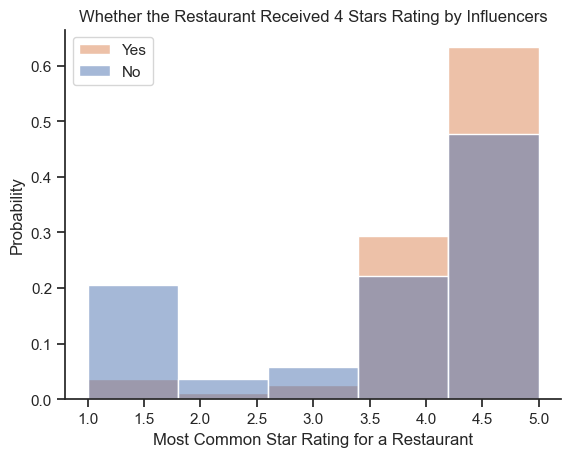 Whether the Restaurant Received 4 Stars Rating by Influencers
Yes
No
Probability
0.6
0.5
0.4
0.3
0.2
0.1
0.0
1.0 1.5 2.0 2.5 3.0 3.5 4.0 4.5 5.0
Most Common Star Rating for a Restaurant